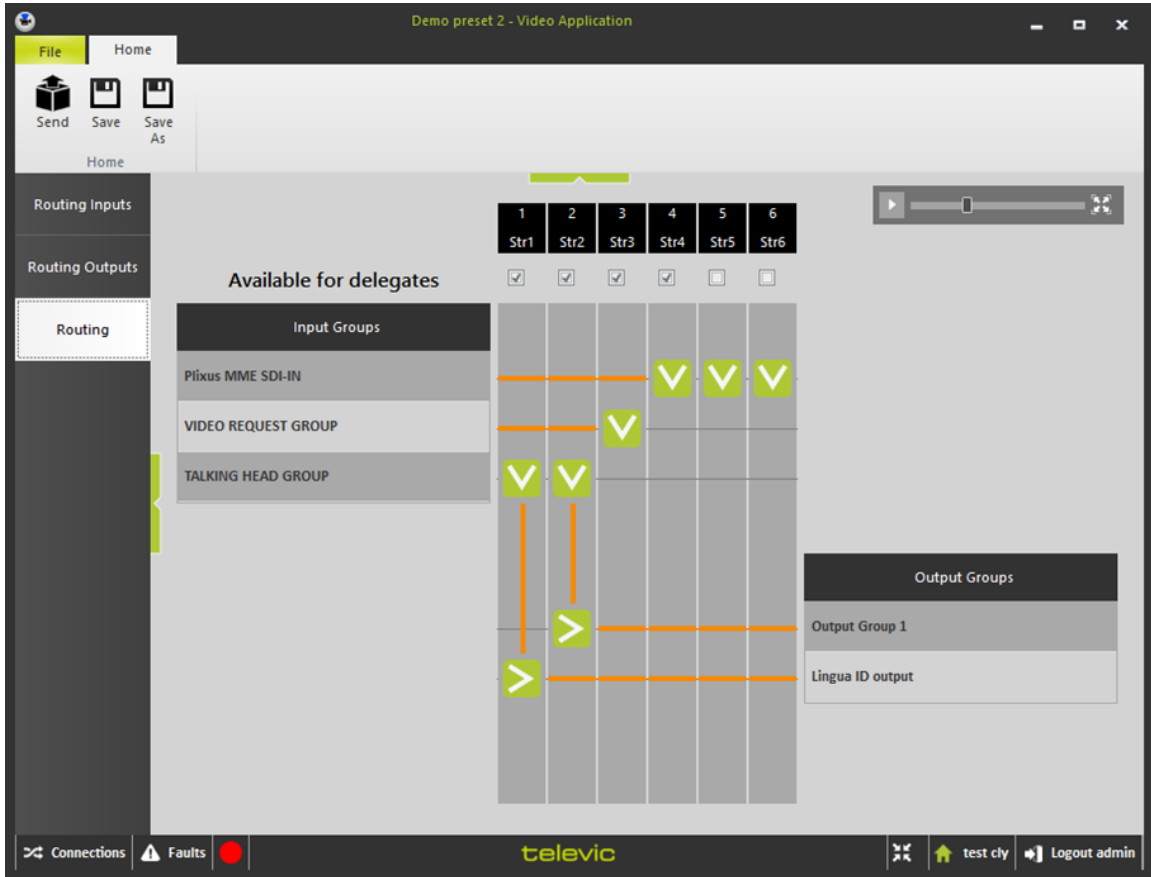 Demo preset 2 - Video Application
File Home
Send Save Save As
Home
Routing Inputs
Routing Outputs
Routing
1 2 3 4 5 6
Str1 Str2 Str3 Str4 Str5 Str6
Available for delegates
Input Groups
Plixus MME SDI-IN
VIDEO REQUEST GROUP
TALKING HEAD GROUP
Output Groups
Output Group 1
Lingua ID output
Connections Faults televic test cly Logout admin